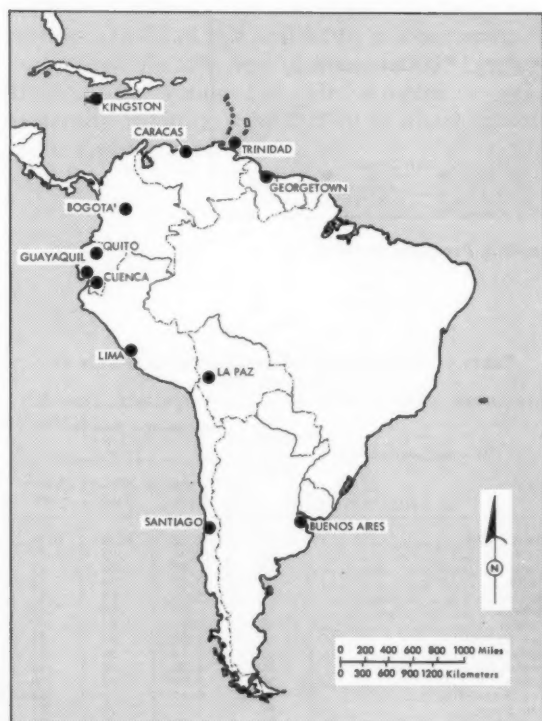 KINGSTON
CARACAS
TRINIDAD
GEORGETOWN
BOGOTA'
QUITO
GUAYAQUIL
CUENCA
LIMA
LA PAZ
SANTIAGO
BUENOS AIRES
N
0 200 400 600 800 1000 Miles
0 300 600 900 1200 Kilometers